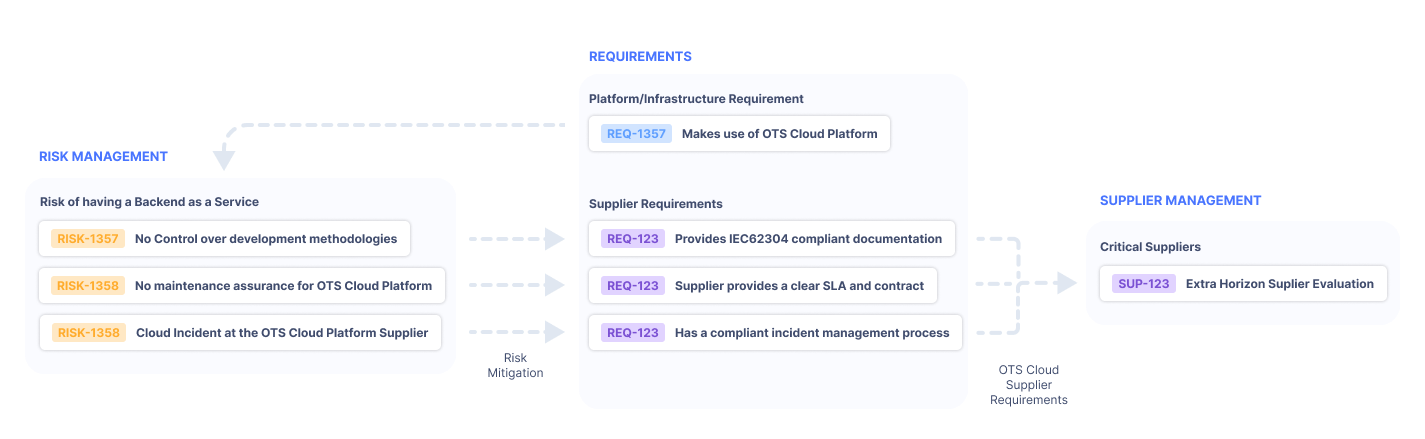 REQUIREMENTS
Platform/Infrastructure Requirement
REQ-1357 Makes use of OTS Cloud Platform
RISK MANAGEMENT
Risk of having a Backend as a Service
RISK-1357 No Control over development methodologies
RISK-1358 No maintenance assurance for OTS Cloud Platform
RISK-1358 Cloud Incident at the OTS Cloud Platform Supplier
Risk
Mitigation
Supplier Requirements
REQ-123 Provides IEC62304 compliant documentation
REQ-123 Supplier provides a clear SLA and contract
REQ-123 Has a compliant incident management process
OTS Cloud
Supplier
Requirements
SUPPLIER MANAGEMENT
Critical Suppliers
SUP-123 Extra Horizon Suplier Evaluation